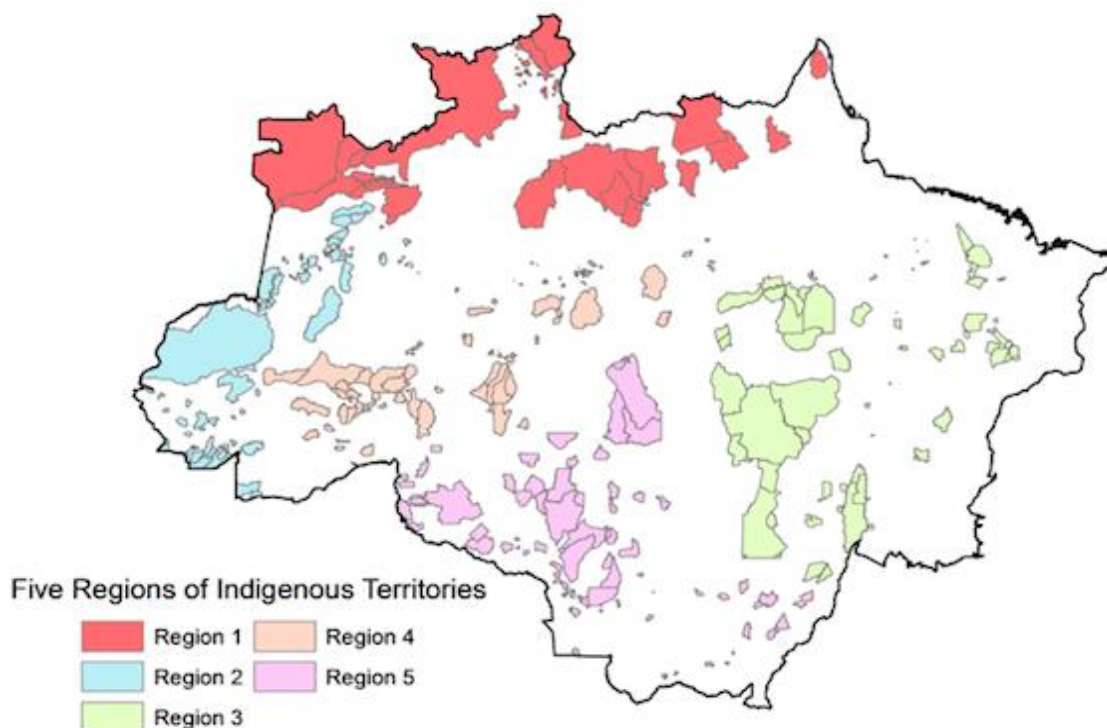 Five Regions of Indigenous Territories
Region 1
Region 4
Region 2
Region 5
Region 3